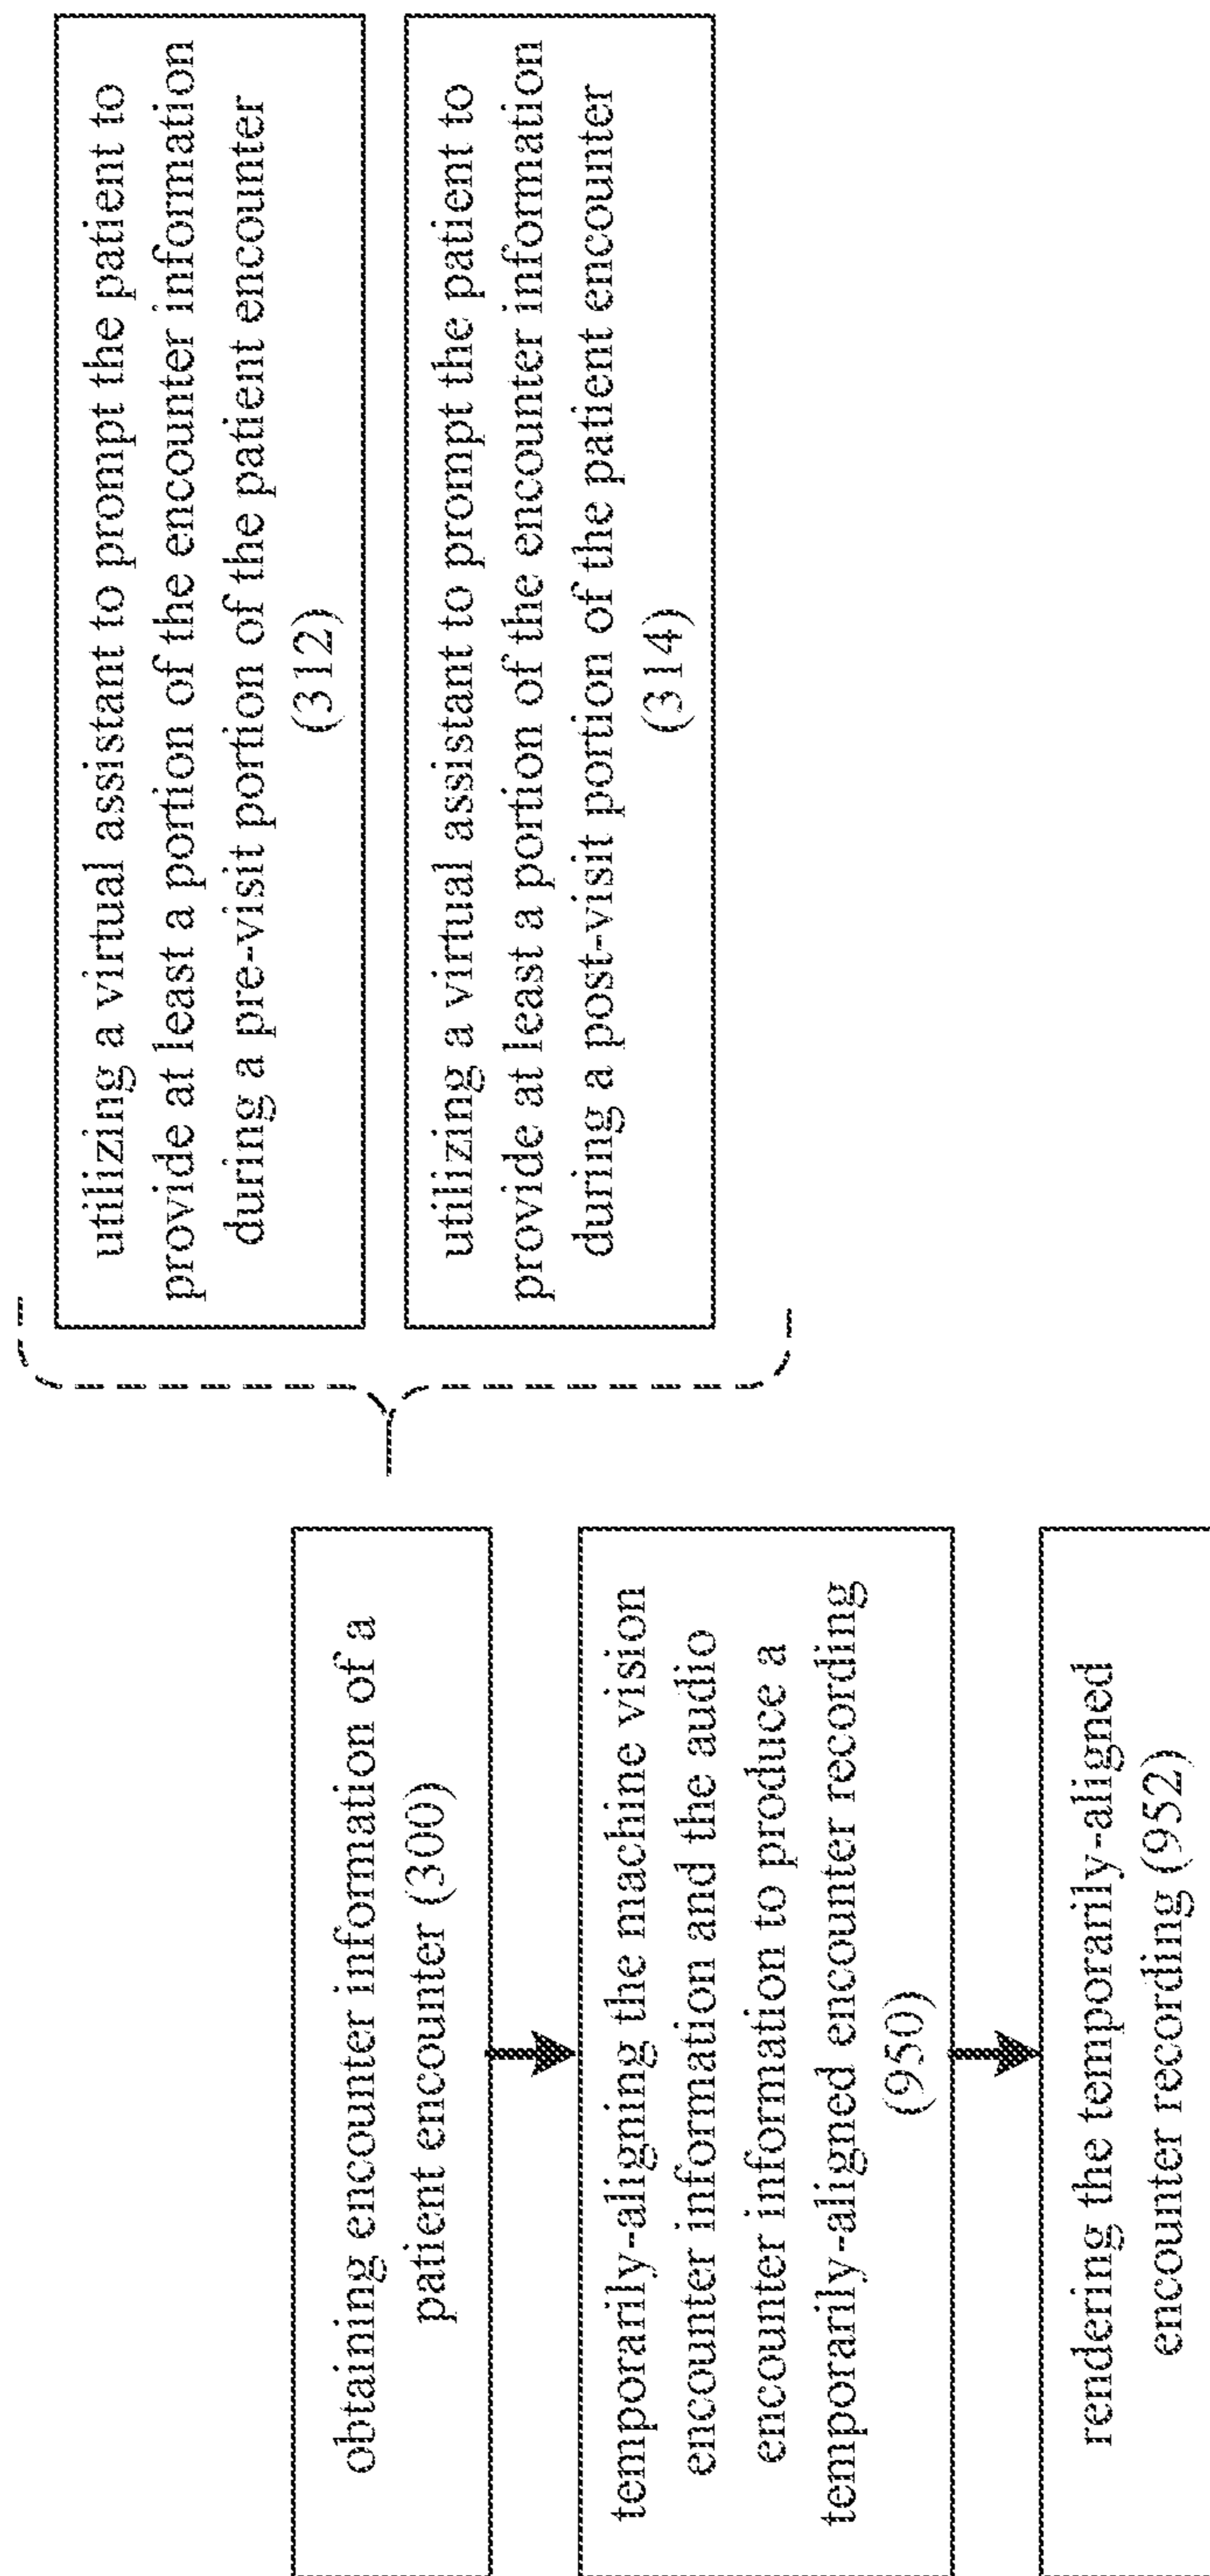 obtaining encounter information of a
patient encounter (300)
temporarily-aligning the machine vision
encounter information and the audio
encounter information to produce a
temporarily-aligned encounter recording
(950)
rendering the temporarily-aligned
encounter recording (952)
utilizing a virtual assistant to prompt the patient to
provide at least a portion of the encounter information
during a pre-visit portion of the patient encounter
(312)
utilizing a virtual assistant to prompt the patient to
provide at least a portion of the encounter information
during a post-visit portion of the patient encounter
(314)